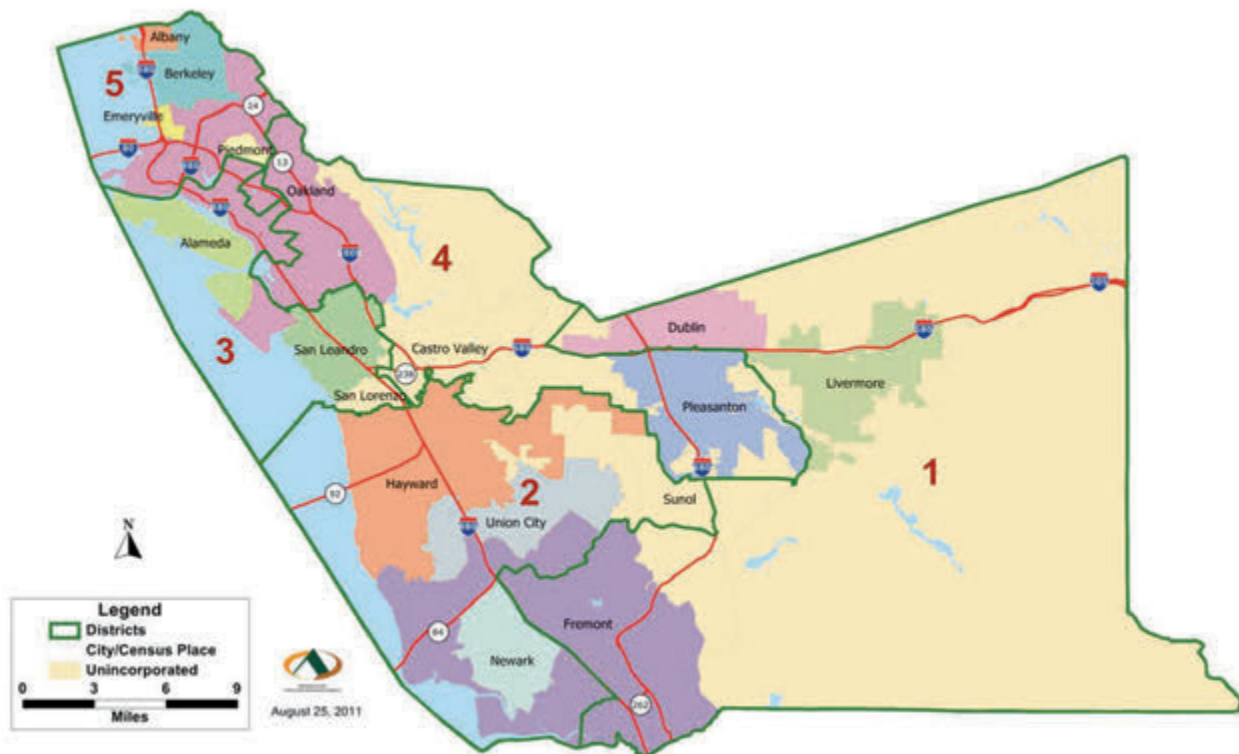 Albany
5
Berkeley
24
Emeryville
80
Piedmont
13
Oakland
Alameda
4
3
Dublin
San Leandro
Castro Valley
238
Livermore
San Lorenzo
Pleasanton
1
Hayward
2
92
Sunol
Union City
N
Fremont
84
Newark
262
Legend
Districts
City/Census Place
Unincorporated
0 3 6 9
Miles
August 25, 2011